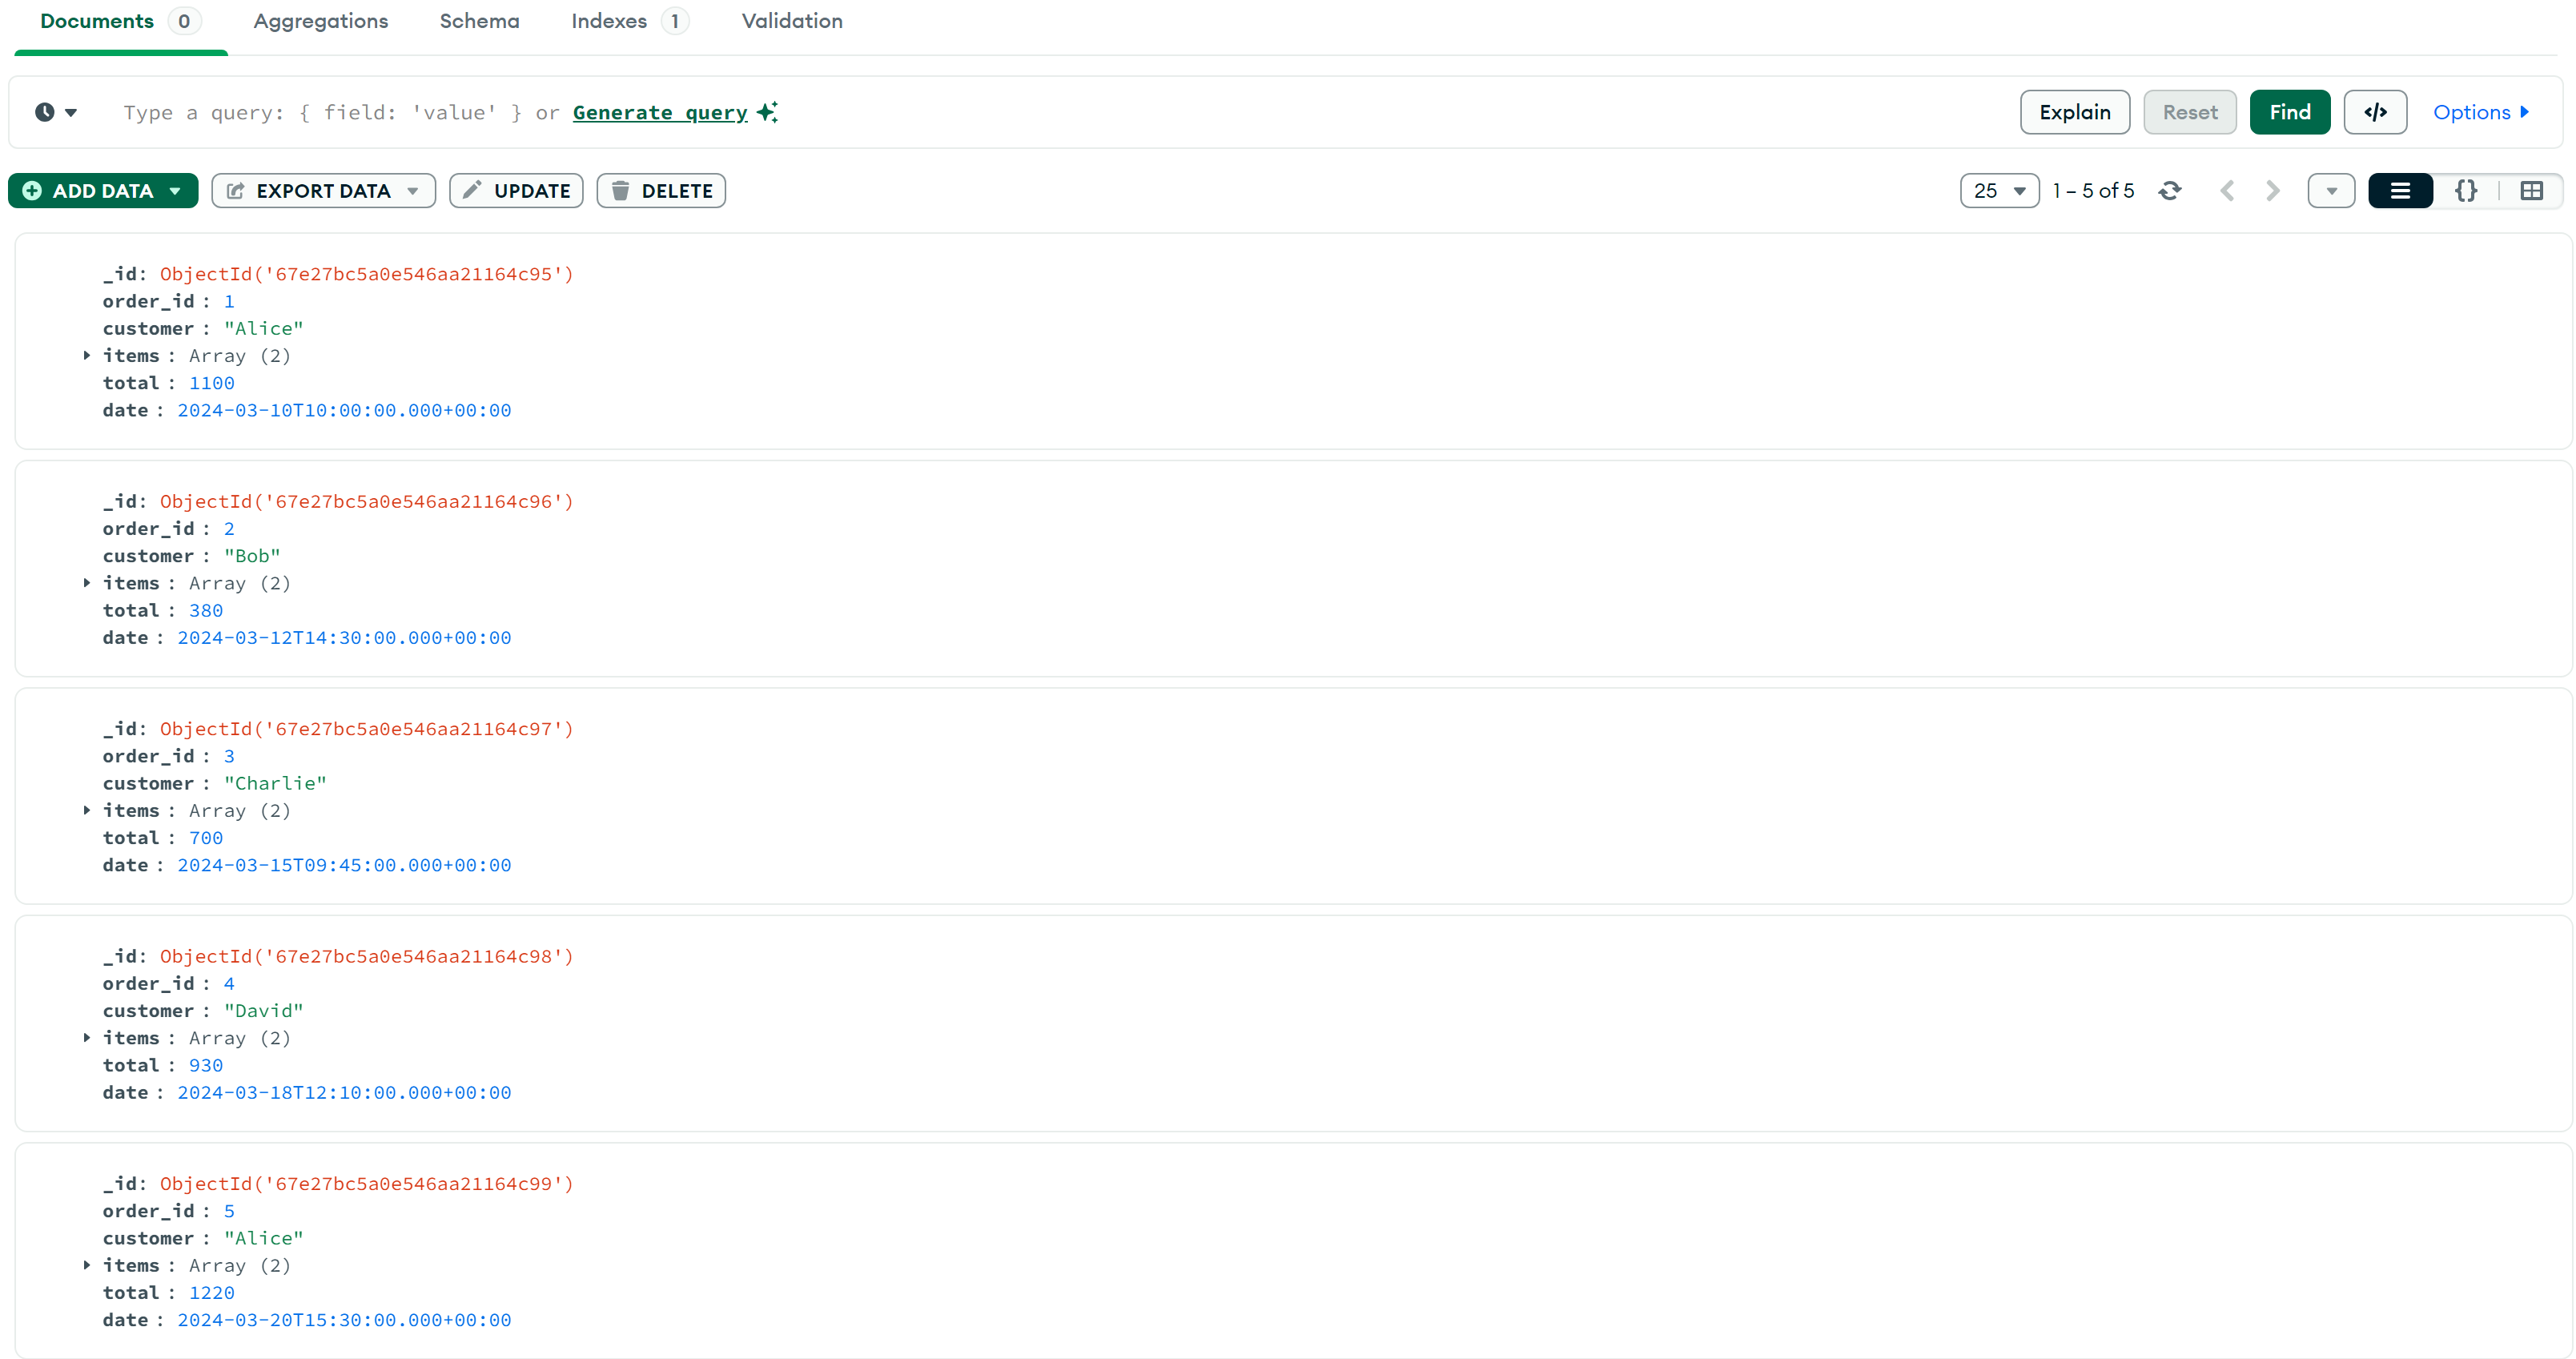 Documents 0 Aggregations Schema Indexes 1 Validation
Type a query: { field: 'value' } or Generate query Explain Reset Find </> Options
ADD DATA EXPORT DATA UPDATE DELETE 25 1 – 5 of 5 {}
_id: ObjectId('67e27bc5a0e546aa21164c95')
order_id : 1
customer : "Alice"
items : Array (2)
total : 1100
date : 2024-03-10T10:00:00.000+00:00
_id: ObjectId('67e27bc5a0e546aa21164c96')
order_id : 2
customer : "Bob"
items : Array (2)
total : 380
date : 2024-03-12T14:30:00.000+00:00
_id: ObjectId('67e27bc5a0e546aa21164c97')
order_id : 3
customer : "Charlie"
items : Array (2)
total : 700
date : 2024-03-15T09:45:00.000+00:00
_id: ObjectId('67e27bc5a0e546aa21164c98')
order_id : 4
customer : "David"
items : Array (2)
total : 930
date : 2024-03-18T12:10:00.000+00:00
_id: ObjectId('67e27bc5a0e546aa21164c99')
order_id : 5
customer : "Alice"
items : Array (2)
total : 1220
date : 2024-03-20T15:30:00.000+00:00